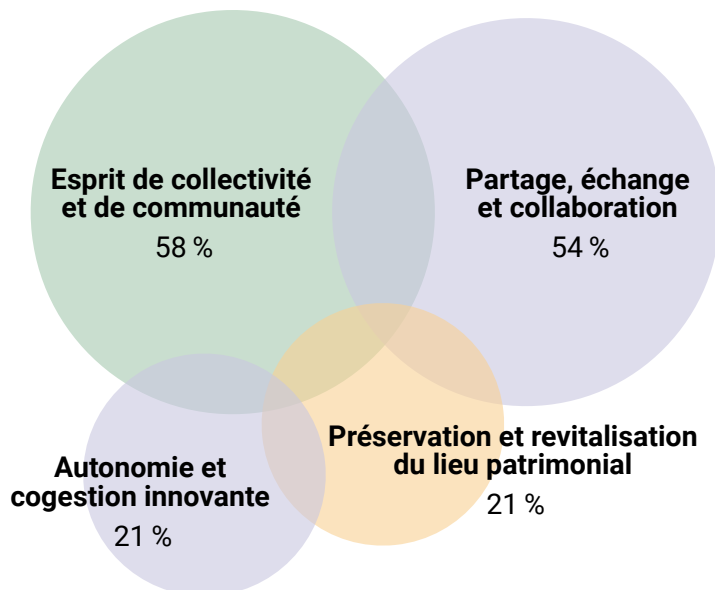 Esprit de collectivité
et de communauté
58 %
Partage, échange
et collaboration
54 %
Préservation et revitalisation
du lieu patrimonial
21 %
Autonomie et
cogestion innovante
21 %